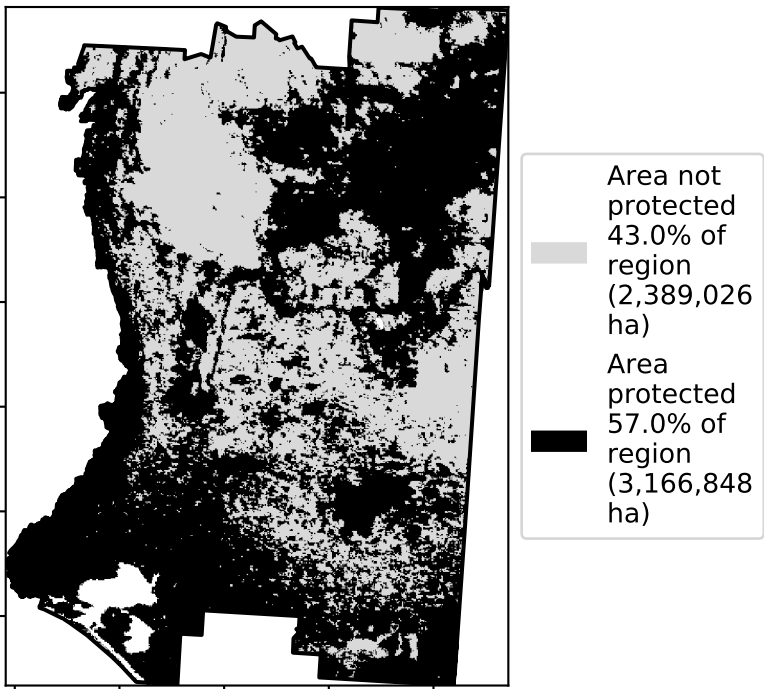 Area not
protected
43.0% of
region
(2,389,026
ha)
Area
protected
57.0% of
region
(3,166,848
ha)